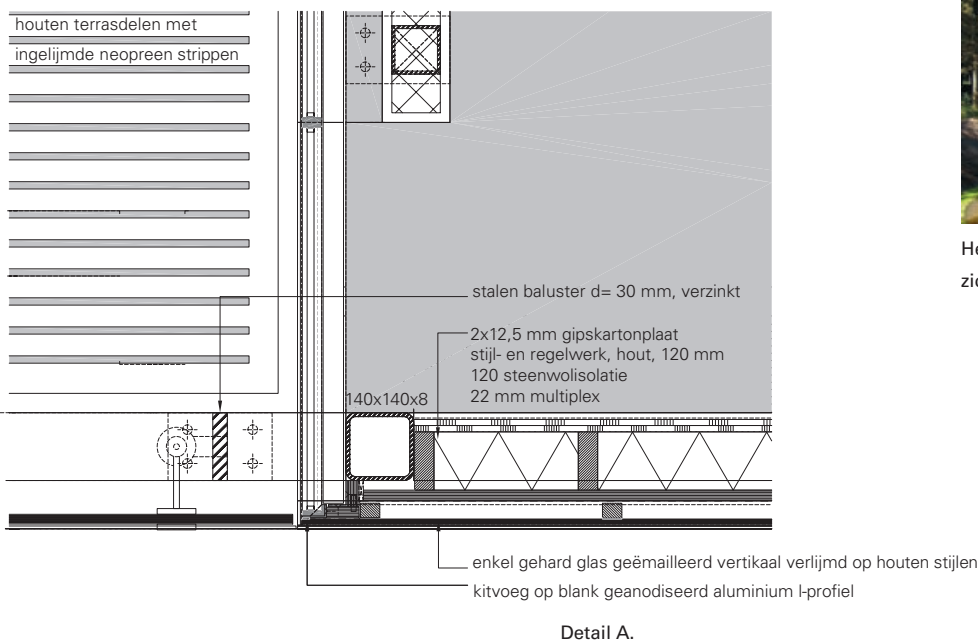 houten terrasdelen met
ingelijmde neopreen strippen
stalen baluster d= 30 mm, verzinkt
2x12,5 mm gipskartonplaat
stijl- en regelwerk, hout, 120 mm
120 steenwolisolatie
22 mm multiplex
140x140x8
enkel gehard glas geëmailleerd vertikaal verlijmd op houten stijlen
kitvoeg op blank geanodiseerd aluminium l-profiel
Detail A.